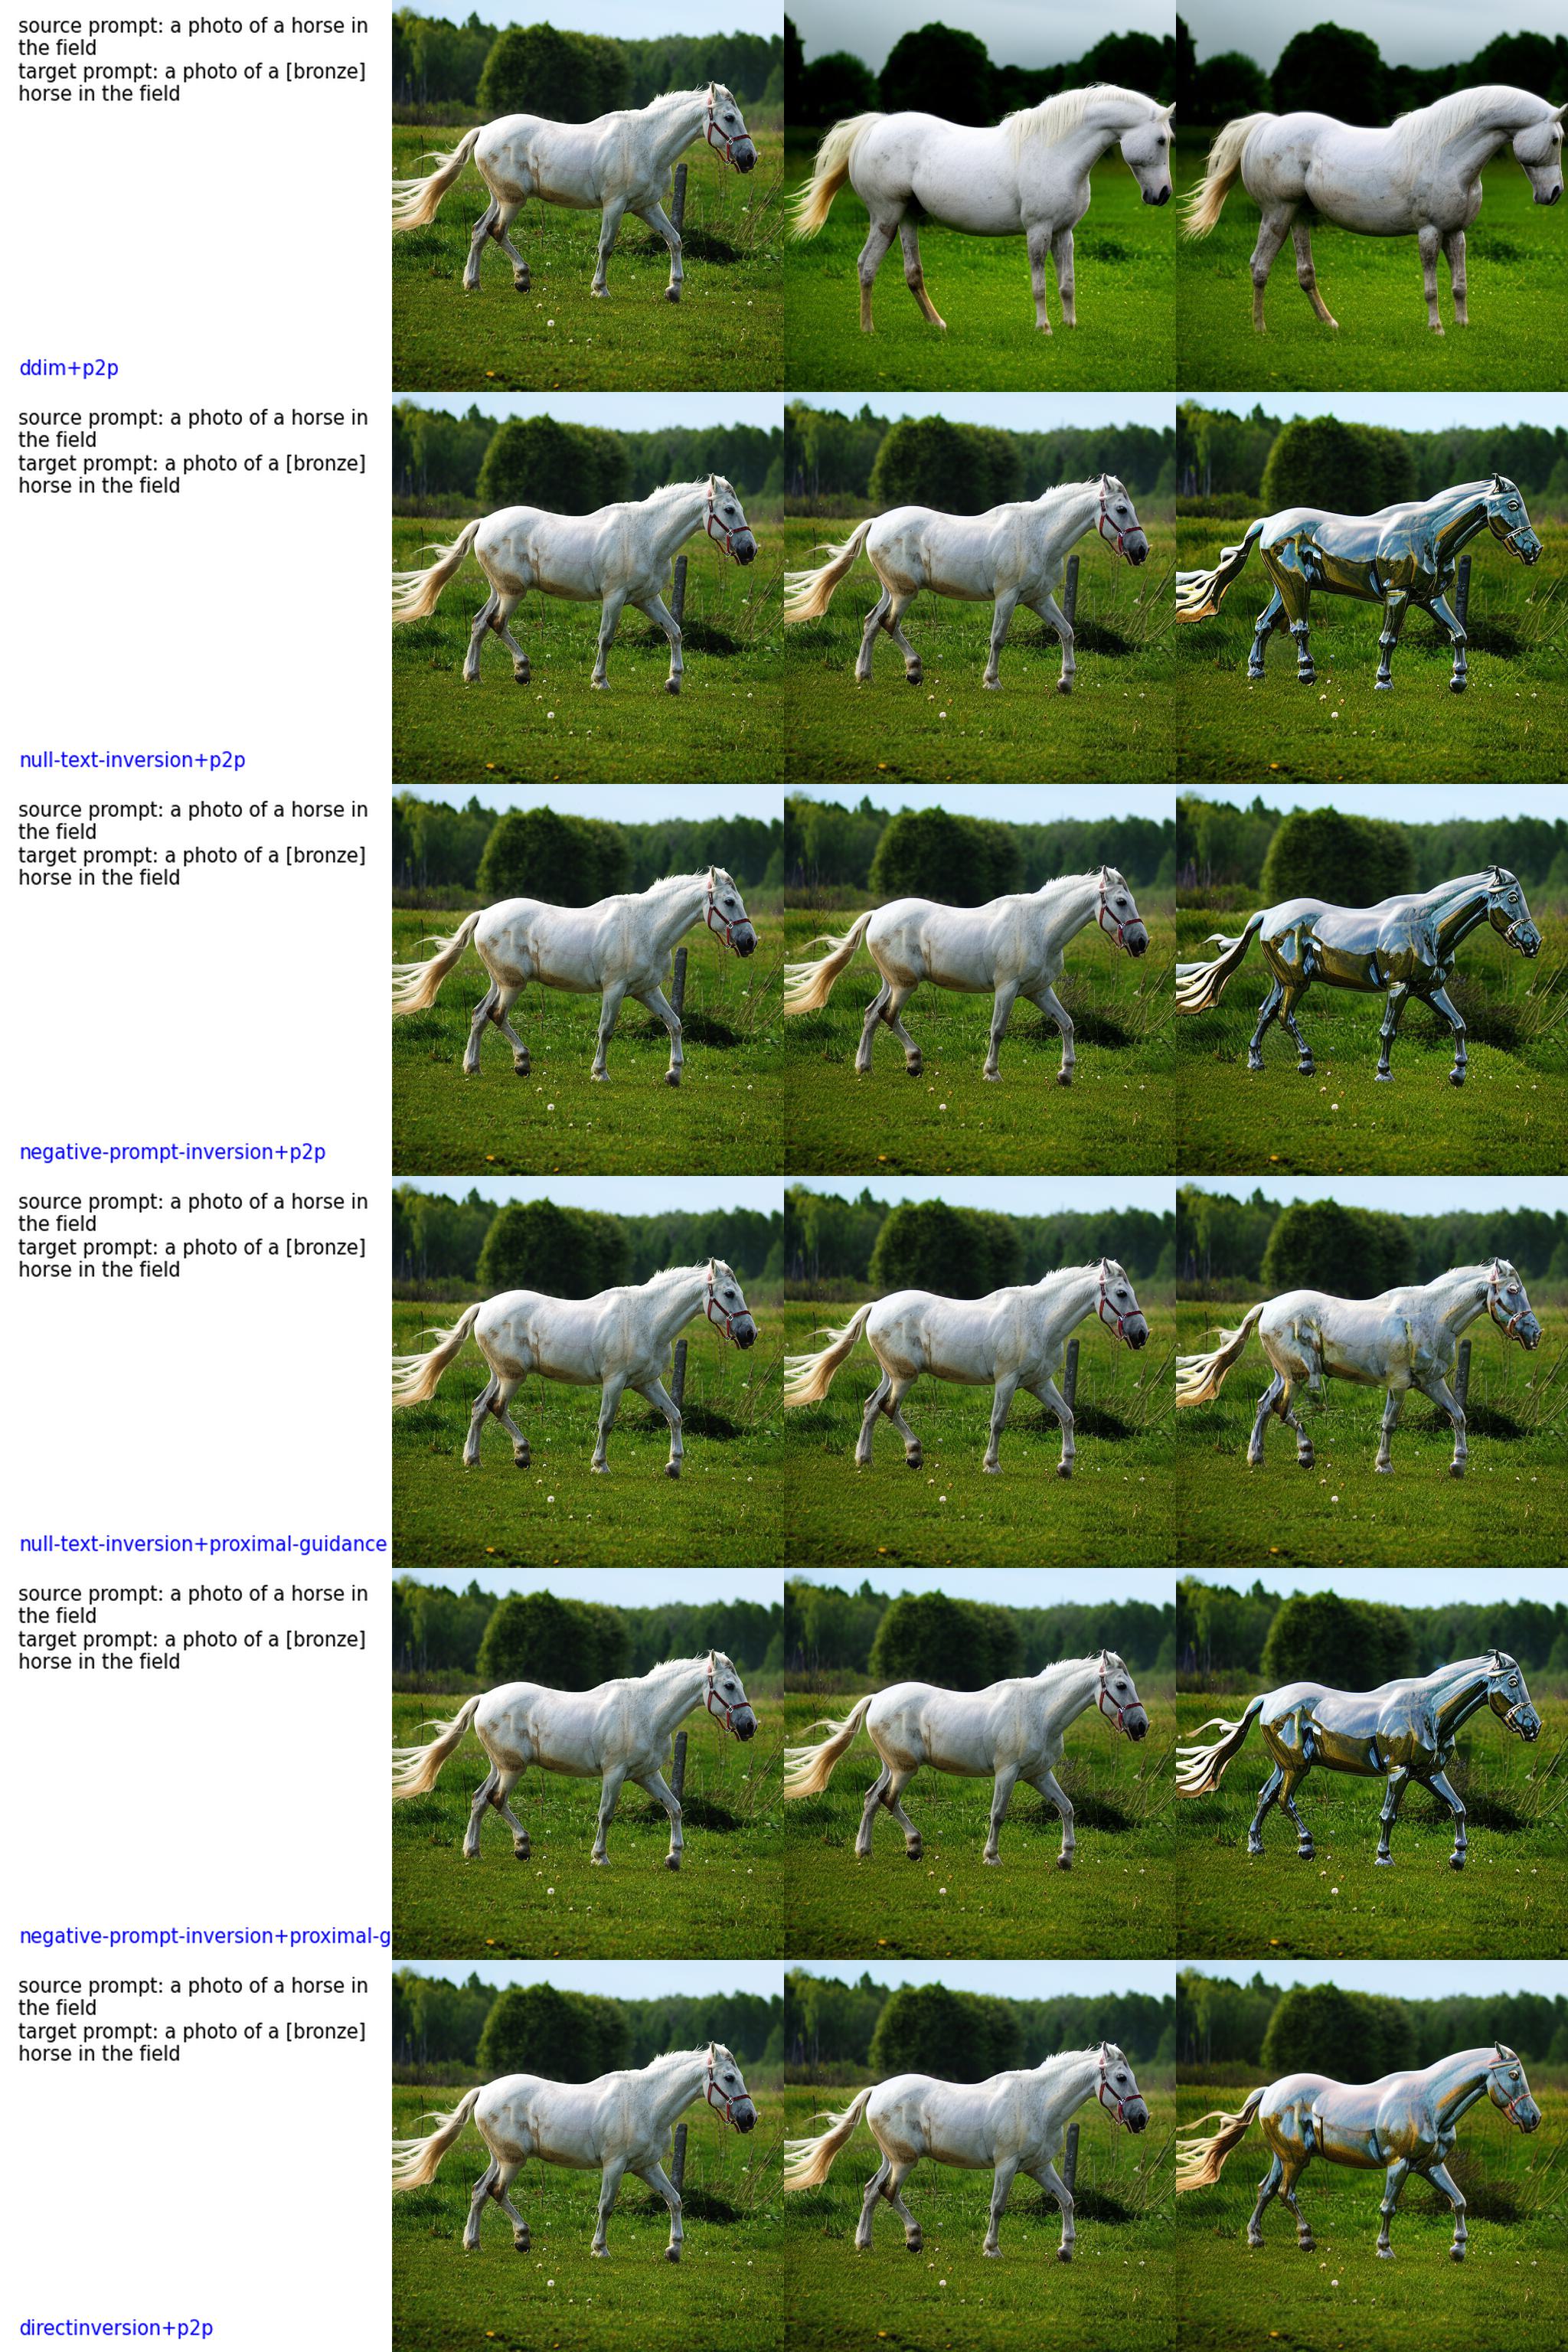 source prompt: a photo of a horse in
the field
target prompt: a photo of a [bronze]
horse in the field
ddim+p2p
source prompt: a photo of a horse in
the field
target prompt: a photo of a [bronze]
horse in the field
null-text-inversion+p2p
source prompt: a photo of a horse in
the field
target prompt: a photo of a [bronze]
horse in the field
negative-prompt-inversion+p2p
source prompt: a photo of a horse in
the field
target prompt: a photo of a [bronze]
horse in the field
null-text-inversion+proximal-guidance
source prompt: a photo of a horse in
the field
target prompt: a photo of a [bronze]
horse in the field
negative-prompt-inversion+proximal-g
source prompt: a photo of a horse in
the field
target prompt: a photo of a [bronze]
horse in the field
directinversion+p2p